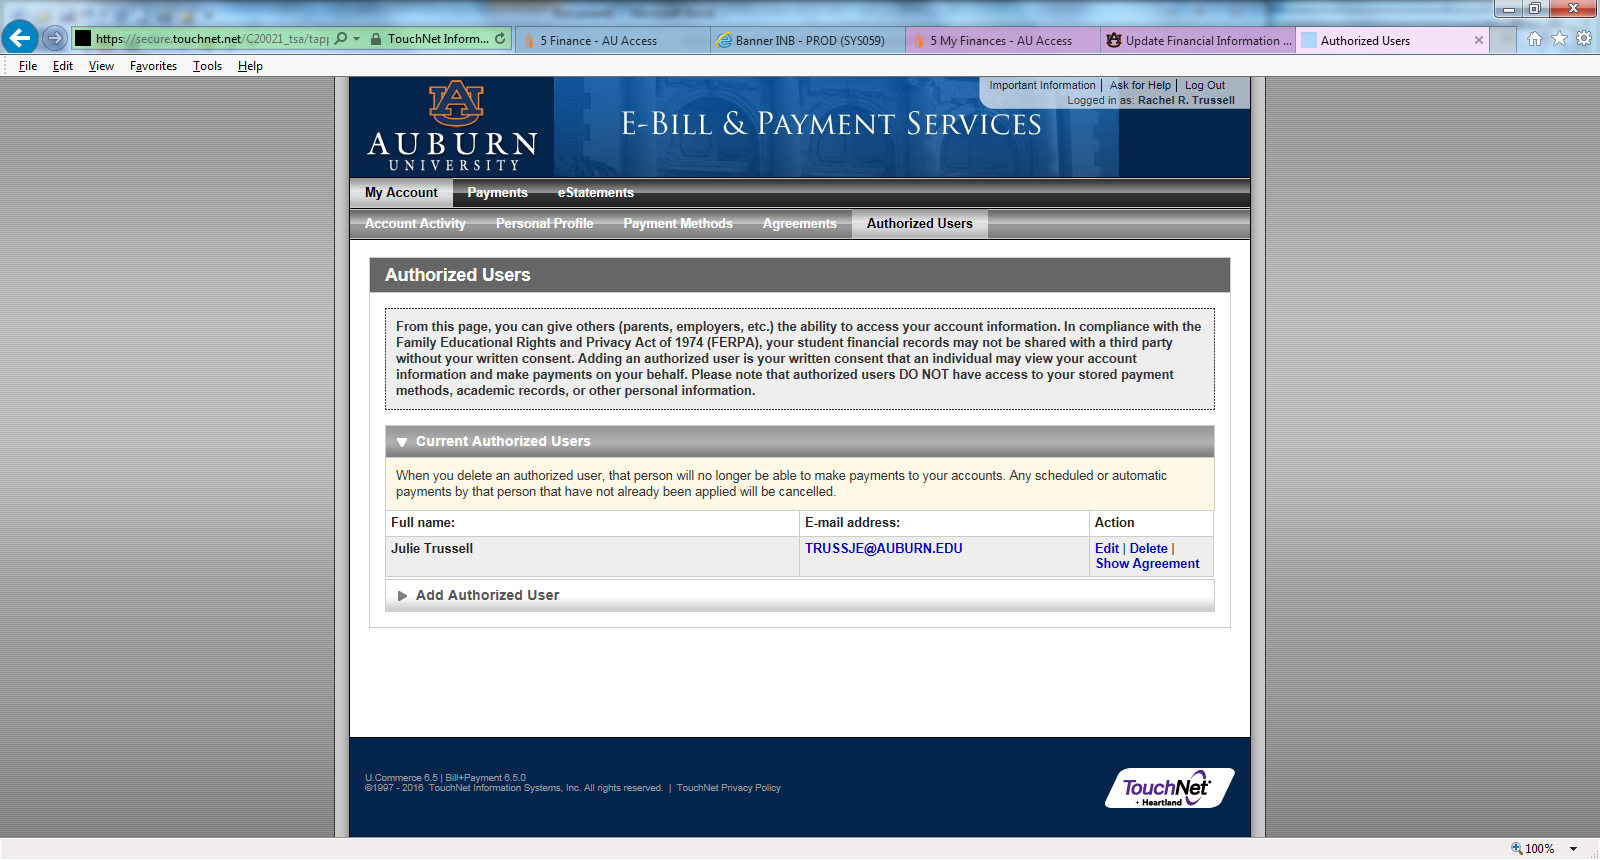 https://secure.touchnet.net/C20021_tsa/tapp
TouchNet Inform...
5 Finance - AU Access
Banner INB - PROD (SYS059)
5 My Finances - AU Access
Update Financial Information ...
Authorized Users
File Edit View Favorites Tools Help
AUBURN
UNIVERSITY
E-Bill & Payment Services
Important Information | Ask for Help | Log Out
Logged in as: Rachel R. Trussell
My Account Payments eStatements
Account Activity Personal Profile Payment Methods Agreements Authorized Users
Authorized Users
From this page, you can give others (parents, employers, etc.) the ability to access your account information. In compliance with the
Family Educational Rights and Privacy Act of 1974 (FERPA), your student financial records may not be shared with a third party
without your written consent. Adding an authorized user is your written consent that an individual may view your account
information and make payments on your behalf. Please note that authorized users DO NOT have access to your stored payment
methods, academic records, or other personal information.
Current Authorized Users
When you delete an authorized user, that person will no longer be able to make payments to your accounts. Any scheduled or automatic
payments by that person that have not already been applied will be cancelled.
Full name: E-mail address: Action
Julie Trussell TRUSSJE@AUBURN.EDU Edit | Delete |
Show Agreement
Add Authorized User
U.Commerce 6.5 | Bill+Payment 6.5.0
©1997 - 2016 TouchNet Information Systems, Inc. All rights reserved. | TouchNet Privacy Policy
TouchNet
+ Heartland
100%